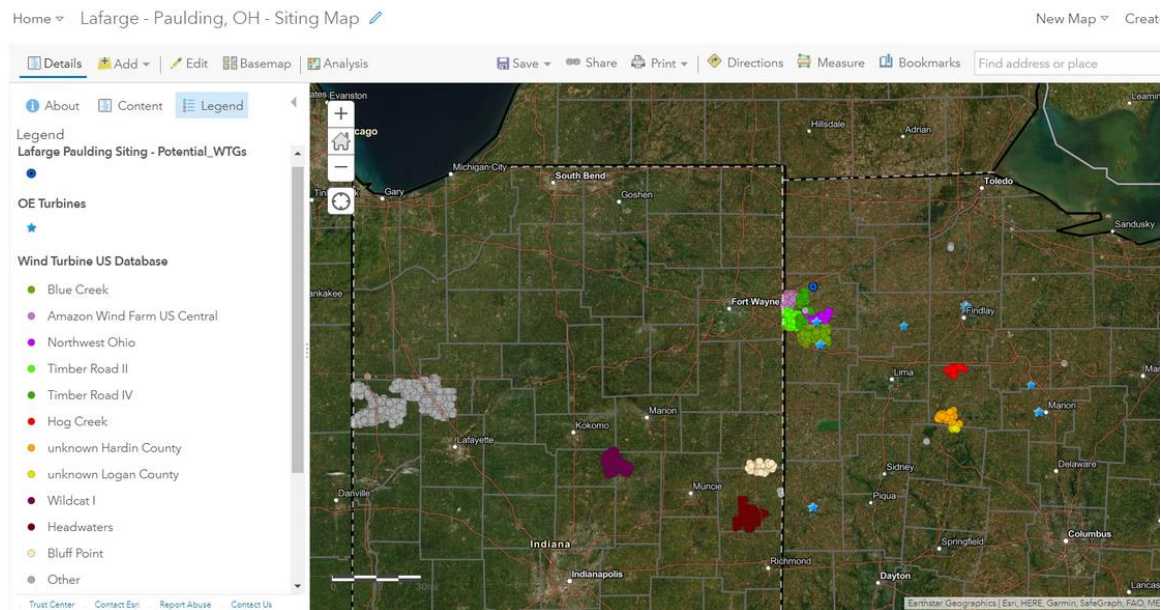 Home Lafarge - Paulding, OH - Siting Map
New Map
Details Add Edit Basemap Analysis Save Share Print Directions Measure Bookmarks Find address or place
About Content Legend
Legend
Lafarge Paulding Siting - Potential_WTGs
OE Turbines
Wind Turbine US Database
Blue Creek
Amazon Wind Farm US Central
Northwest Ohio
Timber Road II
Timber Road IV
Hog Creek
unknown Hardin County
unknown Logan County
Wildcat I
Headwaters
Bluff Point
Other
Trust Center Contact Esri Report Abuse Contact Us
Evanston
Hillsdale
Adrian
Michigan City
South Bend
Toledo
Gary
Goshen
Sandusky
Fort Wayne
Findlay
Lima
Marion
Marion
Kokomo
Lafayette
Sidney
Delaware
Muncie
Danville
Piqua
Indiana
Springfield
Columbus
Richmond
Indianapolis
Dayton
Earthstar Geographics | Esri, HERE, Garmin, SafeGraph, FAO,